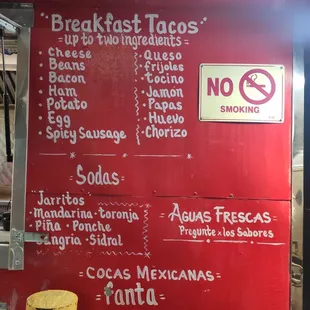 "Breakfast Tacos"
= up to two ingredients =
• Cheese
• Beans
• Bacon
• Ham
• Potato
• Egg
• Spicy Sausage
• Queso
• Frijoles
• Tocino
• Jamón
• Papas
• Huevo
• Chorizo
NO
SMOKING
Sodas
Jarritos
• Mandarina • toronja
• Piña • Ponche
Sangria • Sidral
= Aguas Frescas =
Pregunte x los Sabores
= Cocas Mexicanas =
= Fanta =